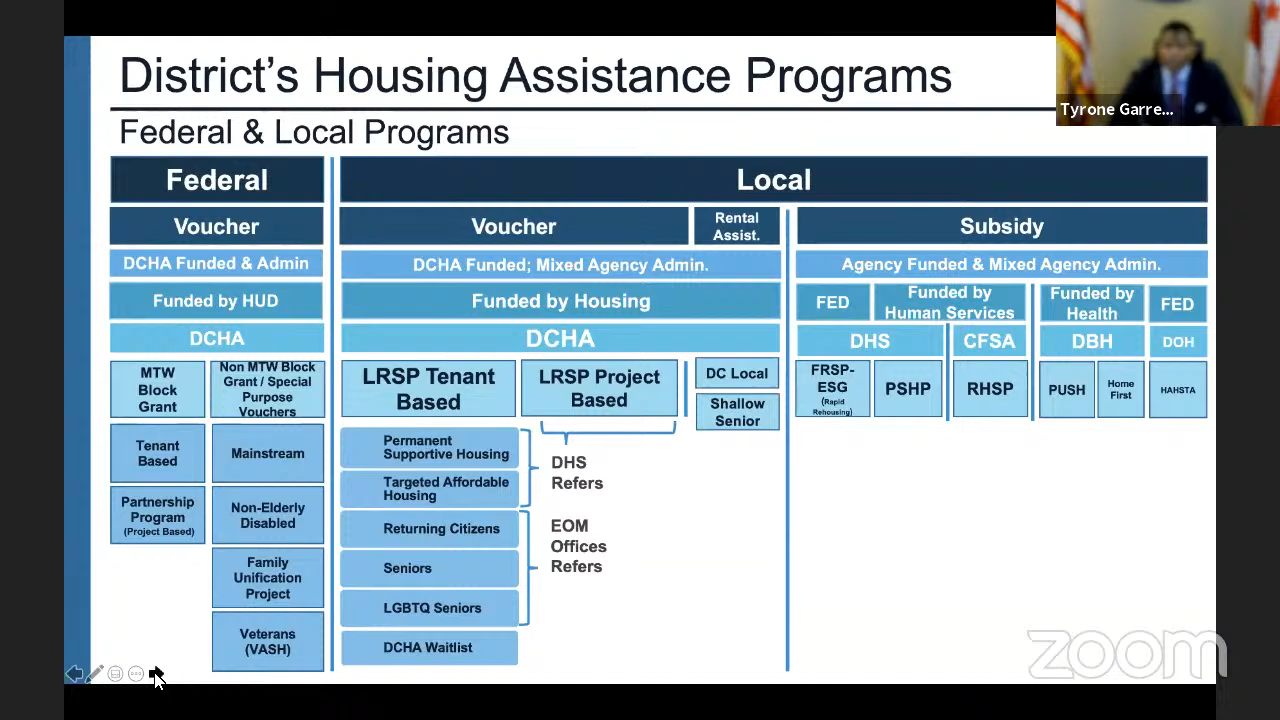 District's Housing Assistance Programs
Tyrone Garre...
Federal & Local Programs
Federal
Local
Voucher
Voucher
Rental
Assist.
Subsidy
DCHA Funded & Admin
DCHA Funded; Mixed Agency Admin.
Agency Funded & Mixed Agency Admin.
Funded by HUD
Funded by Housing
FED
Funded by
Human Services
Funded by
Health
FED
DCHA
DCHA
DHS
CFSA
DBH
DOH
MTW
Block
Grant
Non MTW Block
Grant / Special
Purpose
Vouchers
LRSP Tenant
Based
LRSP Project
Based
DC Local
Shallow
Senior
FRSP-
ESG
(Rapid
Rehousing)
PSHP
RHSP
PUSH
Home
First
HAHSTA
Tenant
Based
Mainstream
Partnership
Program
(Project Based)
Non-Elderly
Disabled
Family
Unification
Project
Veterans
(VASH)
Permanent
Supportive Housing
Targeted Affordable
Housing
DHS
Refers
Returning Citizens
Seniors
LGBTQ Seniors
EOM
Offices
Refers
DCHA Waitlist
zoom